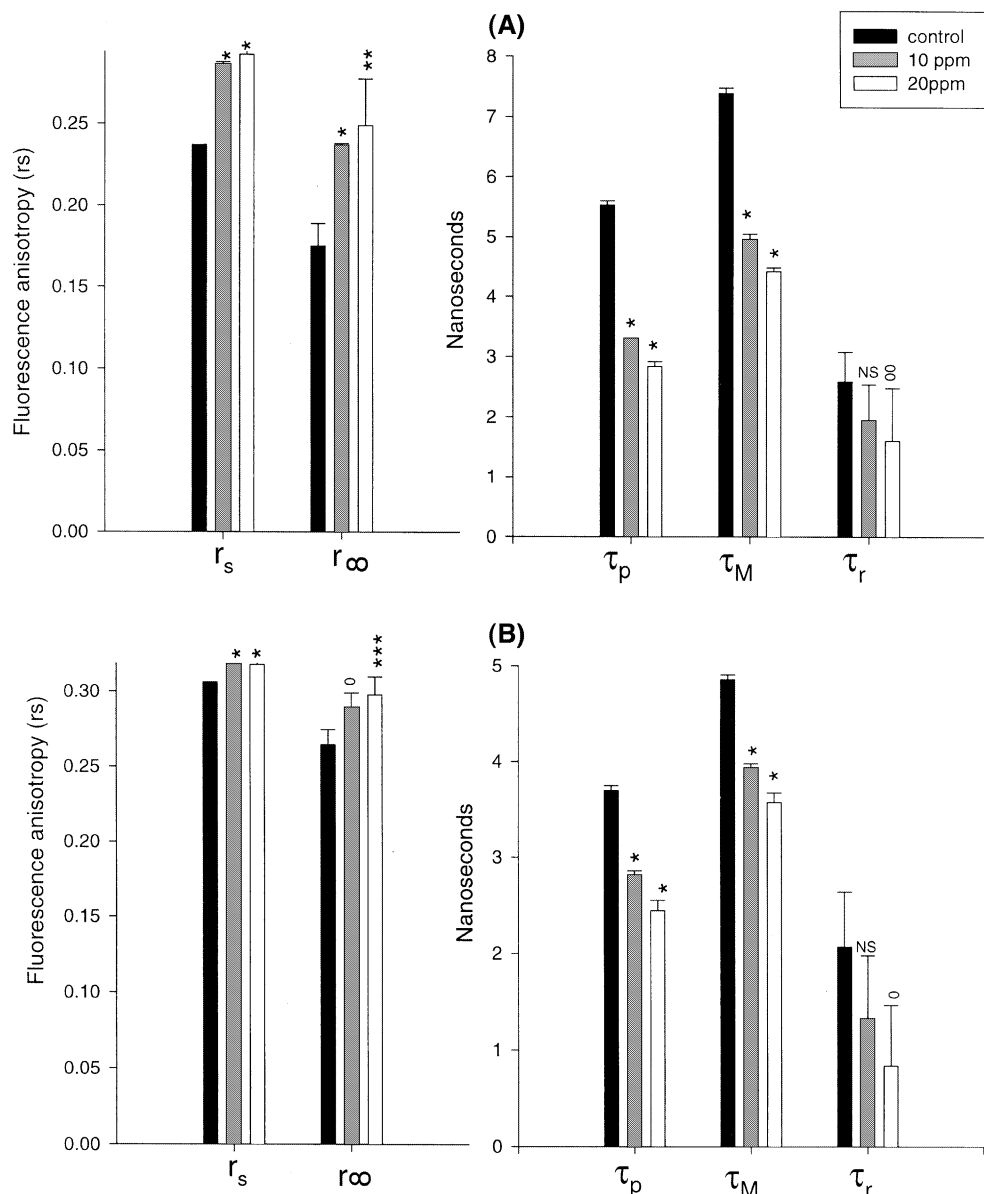 (A)
control
10 ppm
20ppm
Fluorescence anisotropy (rs)
0.25
0.20
0.15
0.10
0.05
0.00
* * * **
rs r∞
Nanoseconds
8
7
6
5
4
3
2
1
0
* * * * NS 00
τp τM τr
(B)
Fluorescence anisotropy (rs)
0.30
0.25
0.20
0.15
0.10
0.05
0.00
* * 0 ***
rs r∞
Nanoseconds
5
4
3
2
1
0
* * * * NS 0
τp τM τr